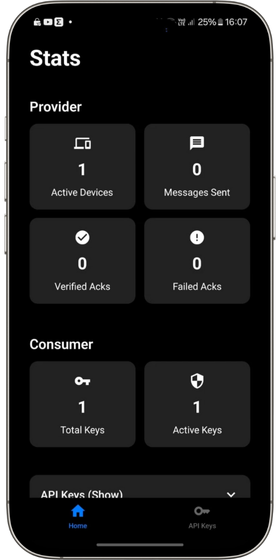 25% 16:07
Stats
Provider
1
Active Devices
0
Messages Sent
0
Verified Acks
0
Failed Acks
Consumer
1
Total Keys
1
Active Keys
API Keys (Show)
Home
API Keys